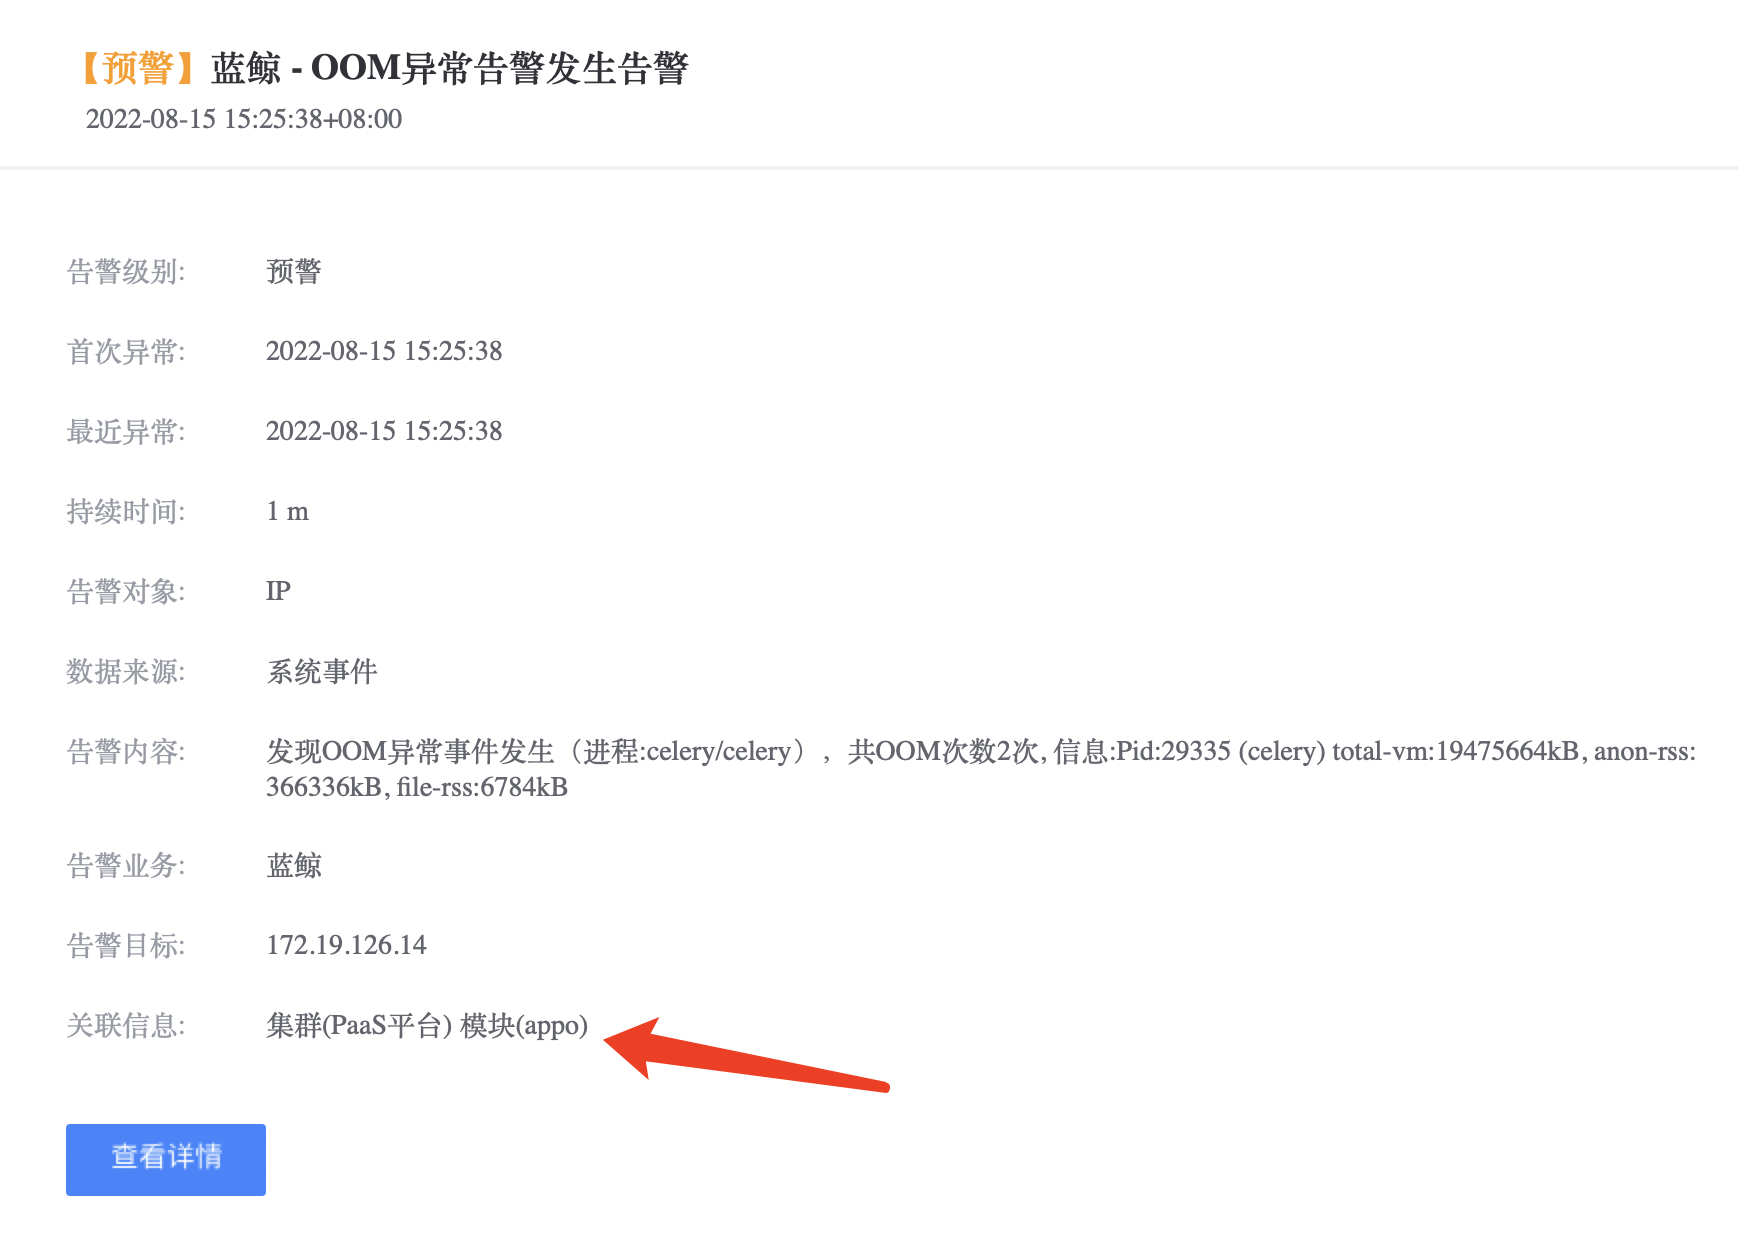 【预警】蓝鲸 - OOM异常告警发生告警
2022-08-15 15:25:38+08:00
告警级别: 预警
首次异常: 2022-08-15 15:25:38
最近异常: 2022-08-15 15:25:38
持续时间: 1 m
告警对象: IP
数据来源: 系统事件
告警内容: 发现OOM异常事件发生（进程:celery/celery），共OOM次数2次, 信息:Pid:29335 (celery) total-vm:19475664kB, anon-rss:
366336kB, file-rss:6784kB
告警业务: 蓝鲸
告警目标: 172.19.126.14
关联信息: 集群(PaaS平台) 模块(appo)
查看详情